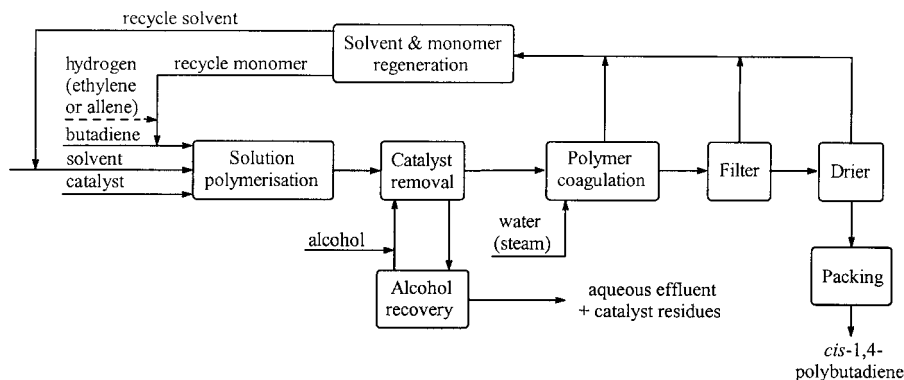 recycle solvent
Solvent & monomer
regeneration
hydrogen
(ethylene
or allene)
recycle monomer
butadiene
solvent
catalyst
Solution
polymerisation
Catalyst
removal
Polymer
coagulation
Filter
Drier
alcohol
water
(steam)
Alcohol
recovery
aqueous effluent
+ catalyst residues
Packing
cis-1,4-
polybutadiene